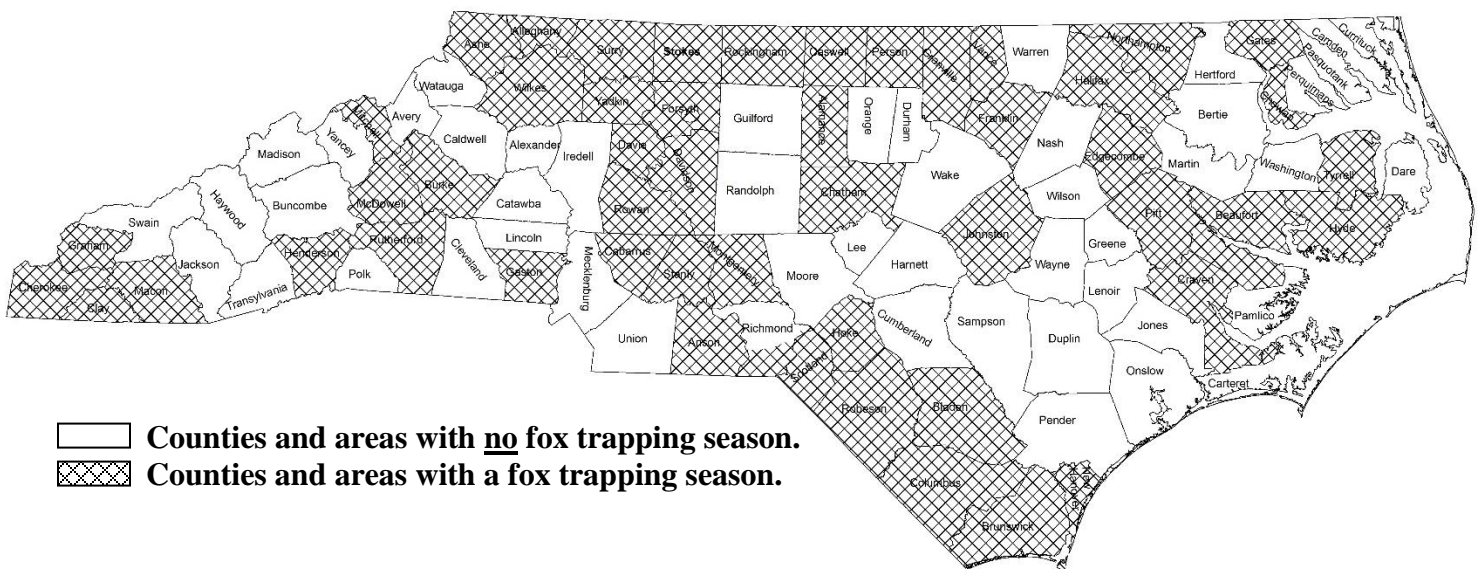 Ashe
Alleghany
Surry
Stokes
Rockingham
Caswell
Person
Granville
Vance
Warren
Northampton
Halifax
Hertford
Gates
Currituck
Camden
Pasquotank
Perquimans
Chowan
Watauga
Wilkes
Yadkin
Forsyth
Guilford
Alamance
Orange
Durham
Franklin
Nash
Bertie
Mitchell
Avery
Yancey
Caldwell
Alexander
Iredell
Davie
Davidson
Madison
Edgecombe
Martin
Washington
Tyrrell
Dare
Haywood
Buncombe
McDowell
Burke
Catawba
Rowan
Randolph
Chatham
Wake
Wilson
Swain
Pitt
Beaufort
Hyde
Graham
Jackson
Henderson
Rutherford
Cleveland
Lincoln
Gaston
Mecklenburg
Cabarrus
Stanly
Montgomery
Moore
Lee
Harnett
Johnston
Wayne
Greene
Craven
Cherokee
Clay
Macon
Transylvania
Polk
Lenoir
Pamlico
Union
Anson
Richmond
Scotland
Hoke
Cumberland
Sampson
Duplin
Jones
Onslow
Carteret
Robeson
Bladen
Pender
Columbus
Brunswick
New
Hanover
Counties and areas with no fox trapping season.
Counties and areas with a fox trapping season.